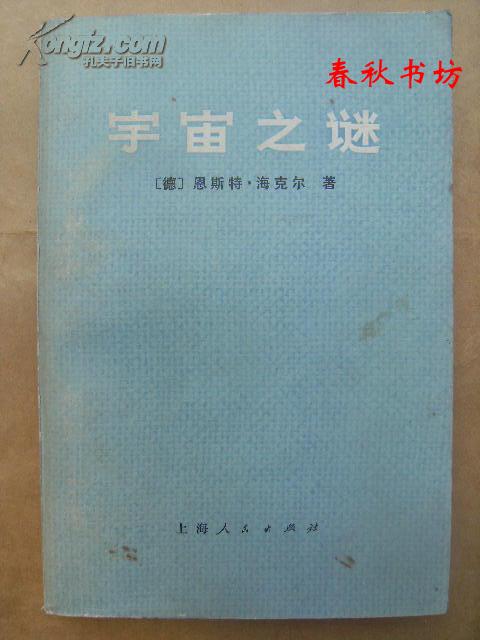 Kongfz.com
孔夫子旧书网
春秋书坊
宇宙之谜
〔德〕恩斯特·海克尔 著
上海人民出版社